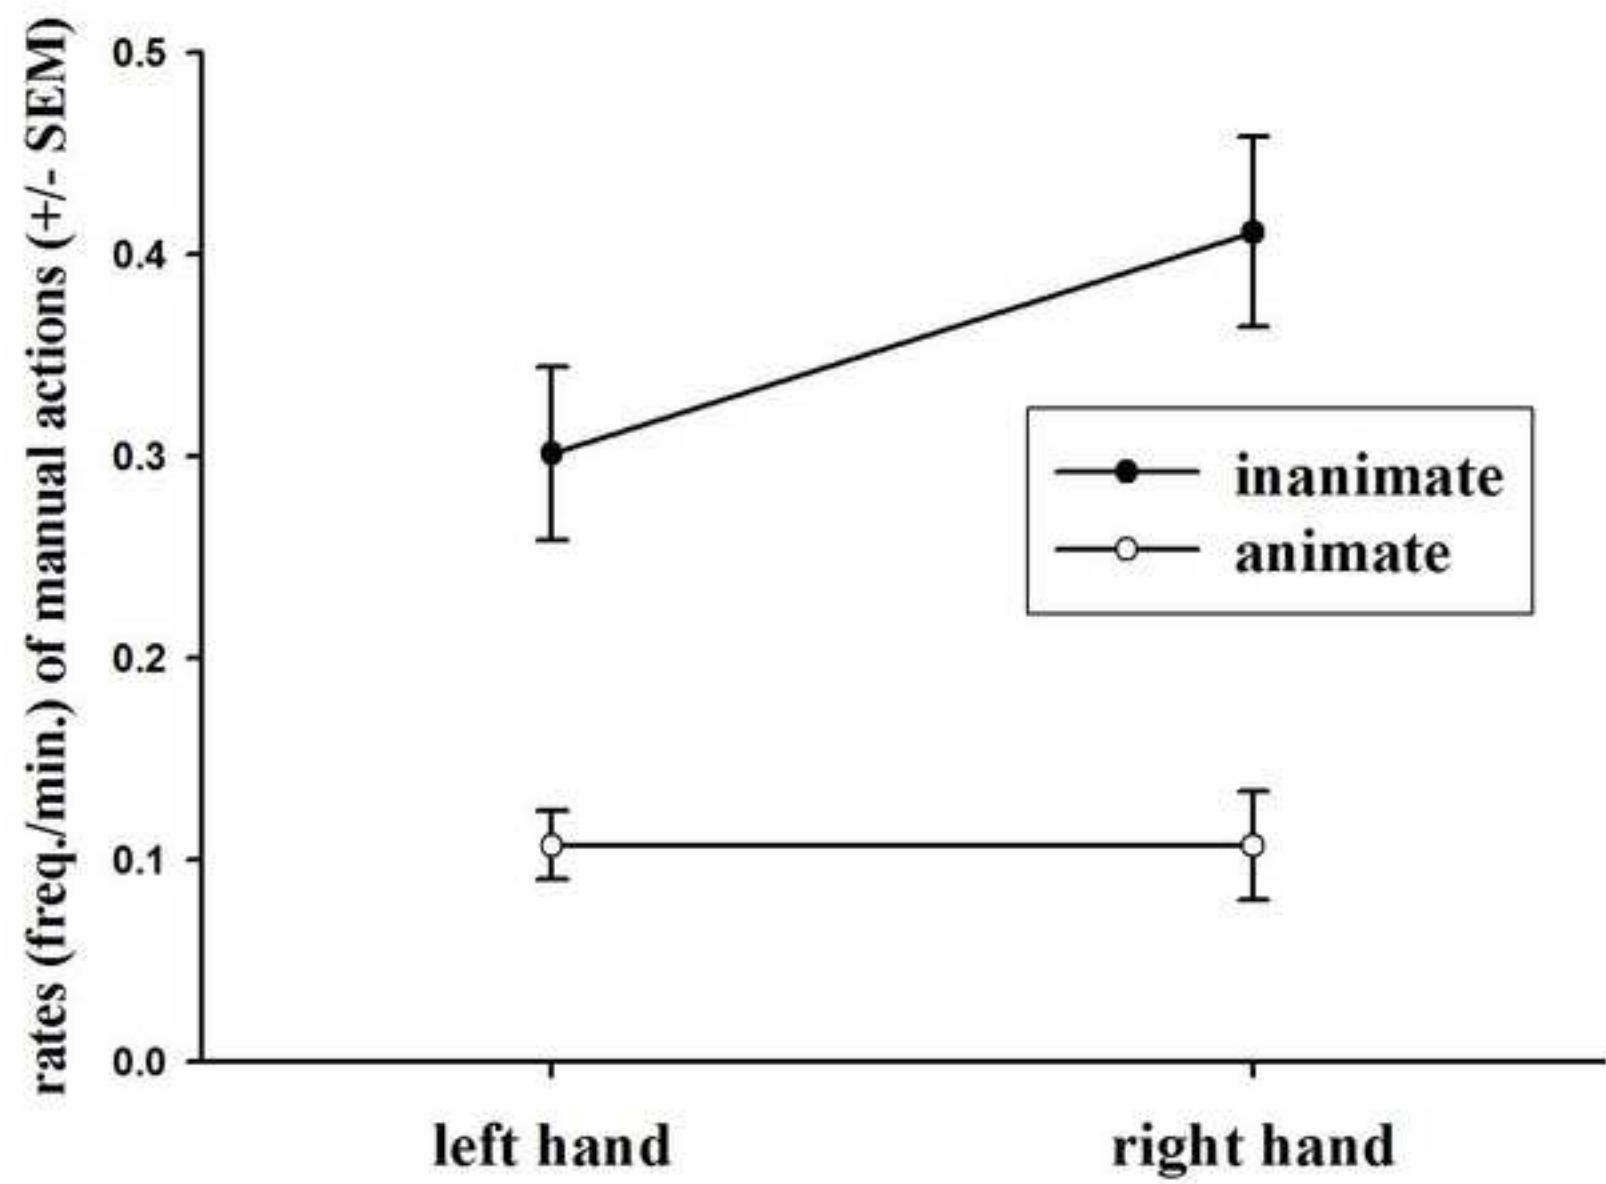 rates (freq./min.) of manual actions (+/- SEM)
0.5
0.4
0.3
0.2
0.1
0.0
inanimate
animate
left hand
right hand